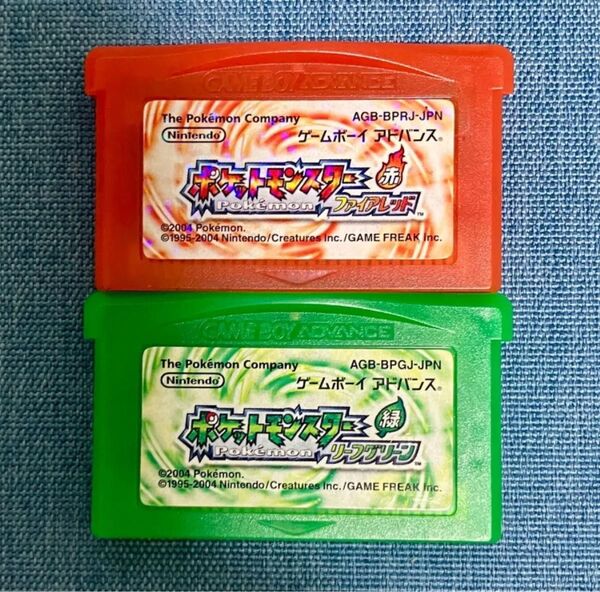 GAME BOY ADVANCE
The Pokémon Company AGB-BPRJ-JPN
Nintendo ゲームボーイ アドバンス®
ポケットモンスター 赤
Pokémon ファイアレッド™
©2004 Pokémon.
©1995-2004 Nintendo/Creatures Inc./GAME FREAK Inc.
GAME BOY ADVANCE
The Pokémon Company AGB-BPGJ-JPN
Nintendo ゲームボーイ アドバンス®
ポケットモンスター 緑
Pokémon リーフグリーン™
©2004 Pokémon.
©1995-2004 Nintendo/Creatures Inc./GAME FREAK Inc.